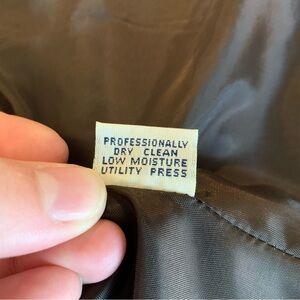 PROFESSIONALLY
DRY CLEAN
LOW MOISTURE
UTILITY PRESS